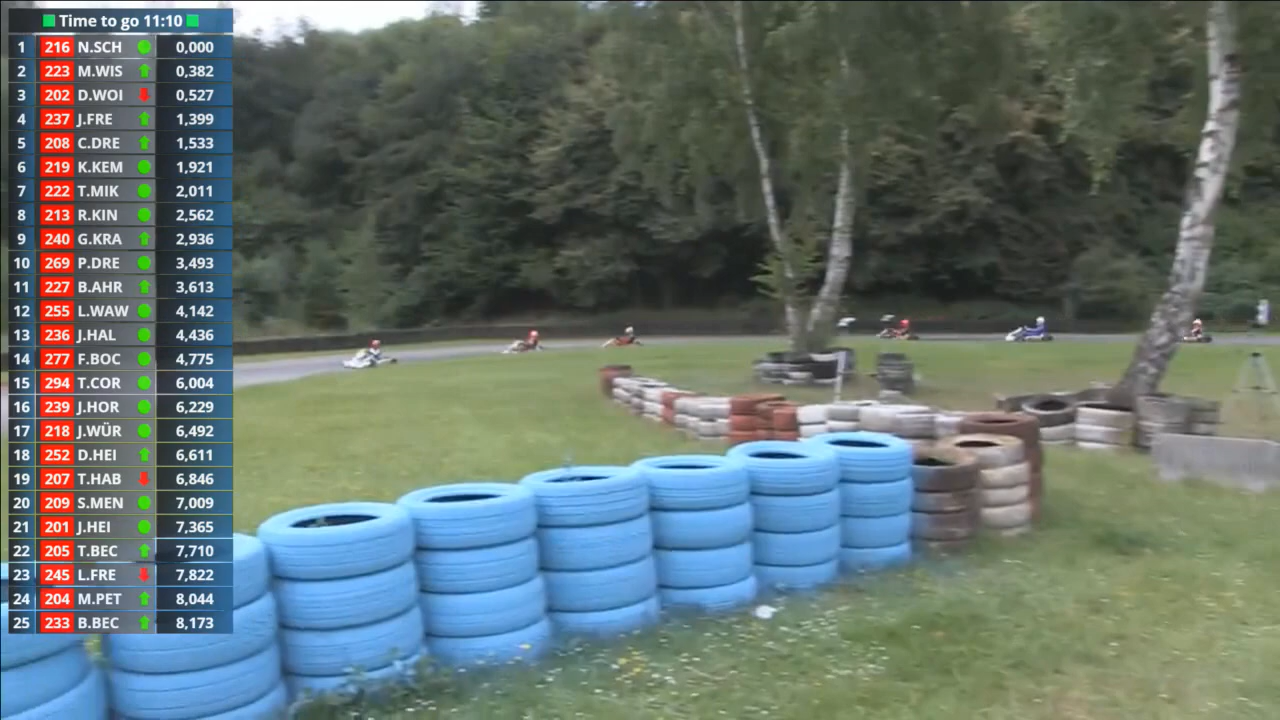 Time to go 11:10
1 216 N.SCH 0,000
2 223 M.WIS 0,382
3 202 D.WOI 0,527
4 237 J.FRE 1,399
5 208 C.DRE 1,533
6 219 K.KEM 1,921
7 222 T.MIK 2,011
8 213 R.KIN 2,562
9 240 G.KRA 2,936
10 269 P.DRE 3,493
11 227 B.AHR 3,613
12 255 L.WAW 4,142
13 236 J.HAL 4,436
14 277 F.BOC 4,775
15 294 T.COR 6,004
16 239 J.HOR 6,229
17 218 J.WÜR 6,492
18 252 D.HEI 6,611
19 207 T.HAB 6,846
20 209 S.MEN 7,009
21 201 J.HEI 7,365
22 205 T.BEC 7,710
23 245 L.FRE 7,822
24 204 M.PET 8,044
25 233 B.BEC 8,173